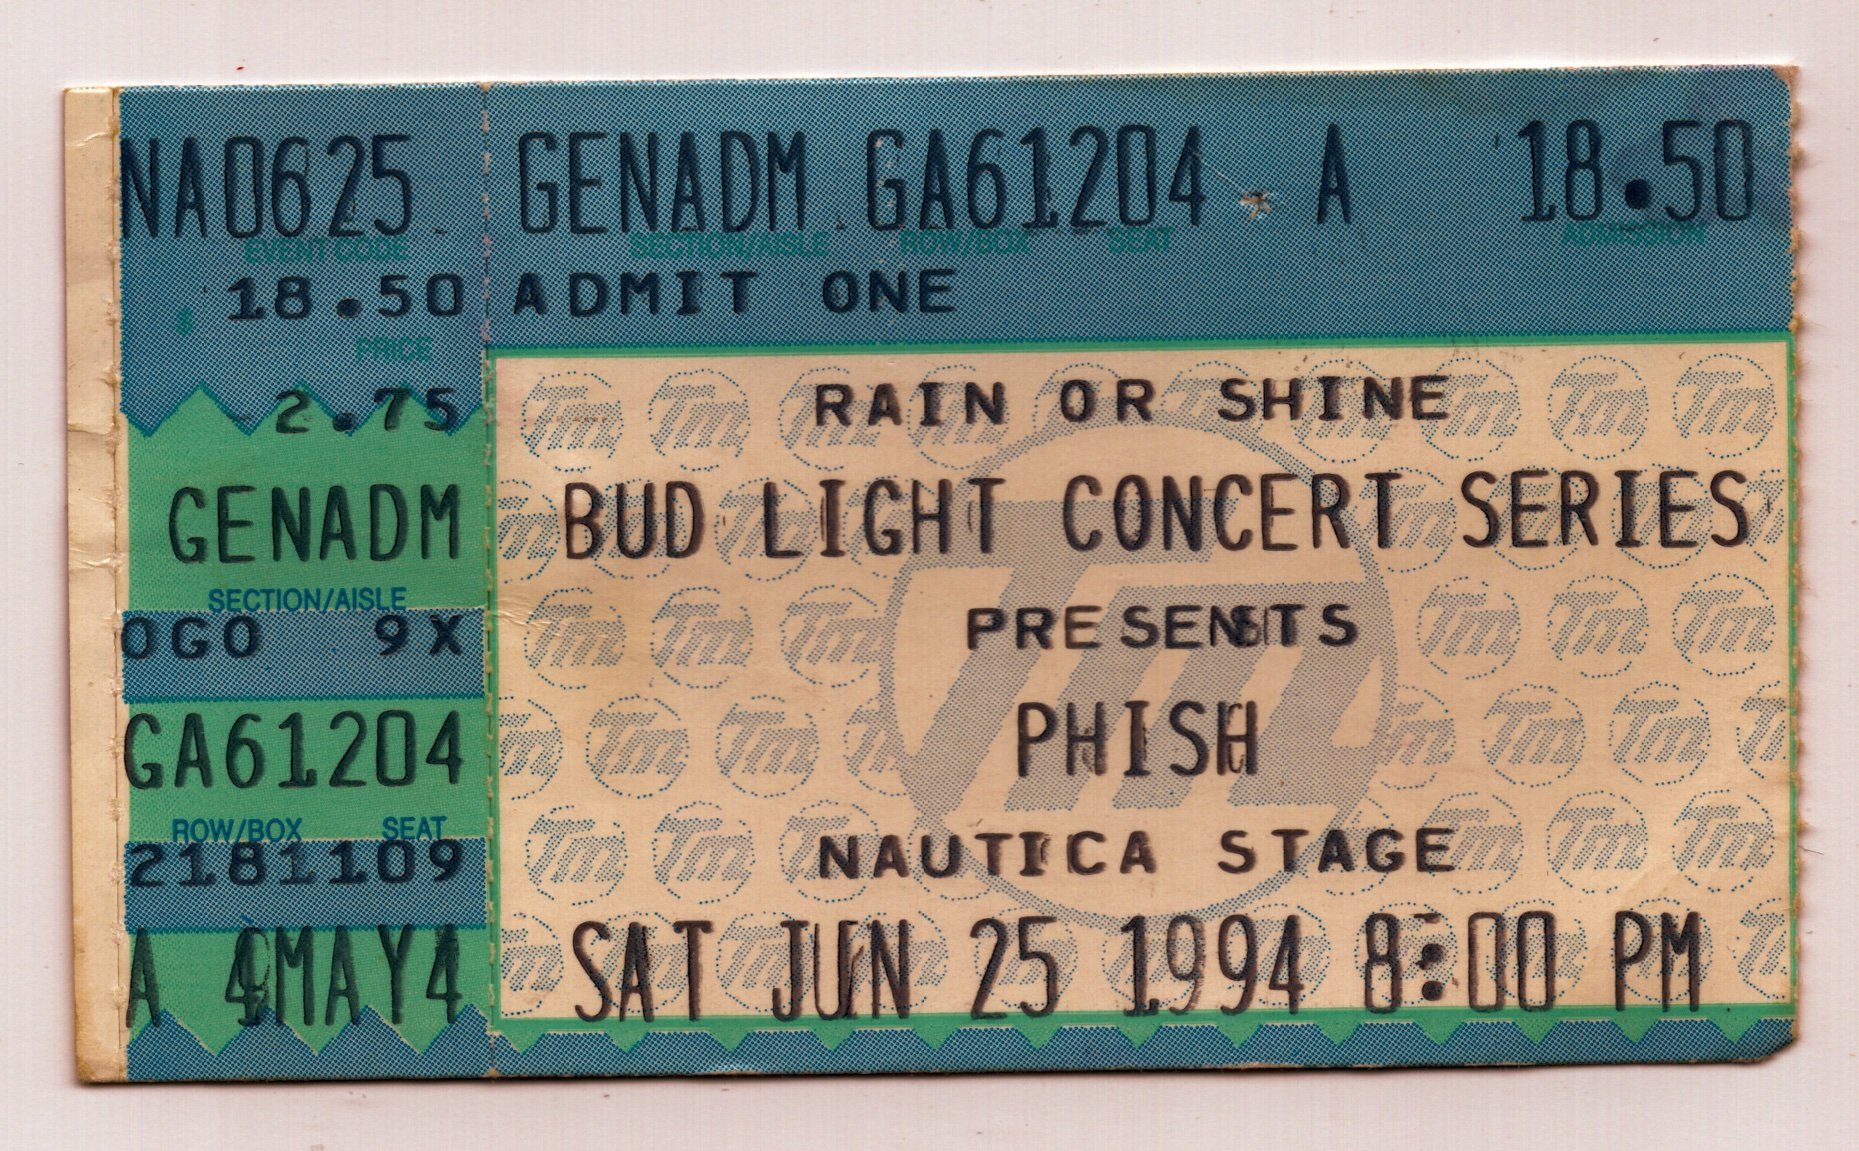 NA0625 GENADM GA61204 A 18.50
EVENT CODE SECTION/AISLE ROW/BOX SEAT ADMISSION
18.50 ADMIT ONE
PRICE
2.75
GENADM
SECTION/AISLE
OGO 9X
GA61204
ROW/BOX SEAT
2181109
A 4MAY4
RAIN OR SHINE
BUD LIGHT CONCERT SERIES
PRESENTS
PHISH
NAUTICA STAGE
SAT JUN 25 1994 8:00 PM